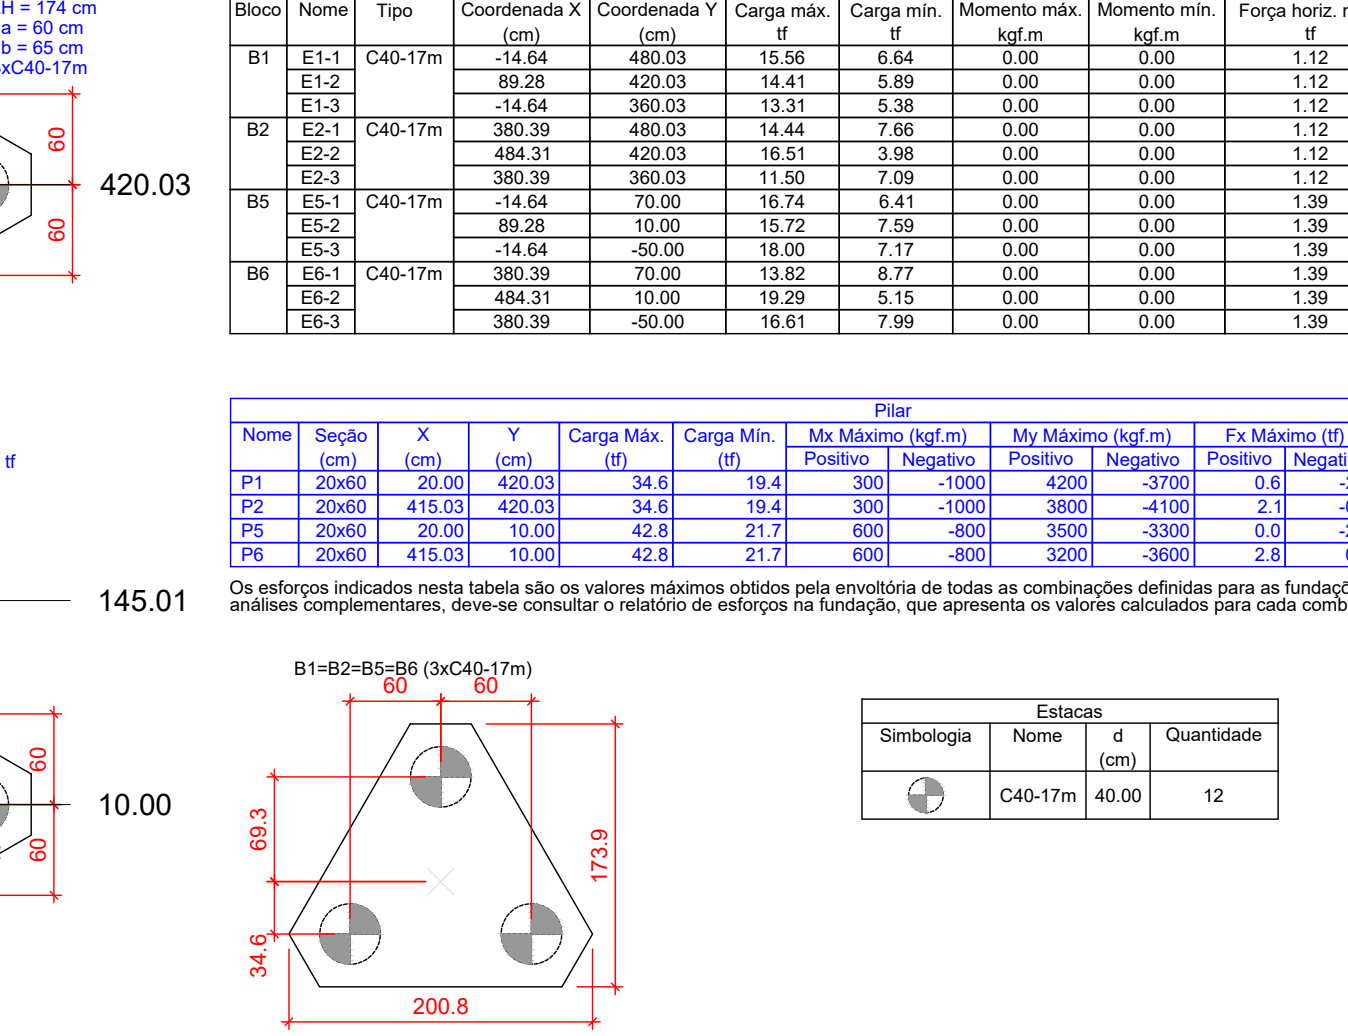 H = 174 cm
a = 60 cm
b = 65 cm
xC40-17m
60
60
420.03
tf
145.01
60
60
10.00
Bloco Nome Tipo Coordenada X Coordenada Y Carga máx. Carga mín. Momento máx. Momento mín. Força horiz.
(cm) (cm) tf tf kgf.m kgf.m tf
B1 E1-1 C40-17m -14.64 480.03 15.56 6.64 0.00 0.00 1.12
E1-2 89.28 420.03 14.41 5.89 0.00 0.00 1.12
E1-3 -14.64 360.03 13.31 5.38 0.00 0.00 1.12
B2 E2-1 C40-17m 380.39 480.03 14.44 7.66 0.00 0.00 1.12
E2-2 484.31 420.03 16.51 3.98 0.00 0.00 1.12
E2-3 380.39 360.03 11.50 7.09 0.00 0.00 1.12
B5 E5-1 C40-17m -14.64 70.00 16.74 6.41 0.00 0.00 1.39
E5-2 89.28 10.00 15.72 7.59 0.00 0.00 1.39
E5-3 -14.64 -50.00 18.00 7.17 0.00 0.00 1.39
B6 E6-1 C40-17m 380.39 70.00 13.82 8.77 0.00 0.00 1.39
E6-2 484.31 10.00 19.29 5.15 0.00 0.00 1.39
E6-3 380.39 -50.00 16.61 7.99 0.00 0.00 1.39
Pilar
Nome Seção X Y Carga Máx. Carga Mín. Mx Máximo (kgf.m) My Máximo (kgf.m) Fx Máximo (tf)
(cm) (cm) (cm) (tf) (tf) Positivo Negativo Positivo Negativo Positivo Negati
P1 20x60 20.00 420.03 34.6 19.4 300 -1000 4200 -3700 0.6
P2 20x60 415.03 420.03 34.6 19.4 300 -1000 3800 -4100 2.1
P5 20x60 20.00 10.00 42.8 21.7 600 -800 3500 -3300 0.0
P6 20x60 415.03 10.00 42.8 21.7 600 -800 3200 -3600 2.8
Os esforços indicados nesta tabela são os valores máximos obtidos pela envoltória de todas as combinações definidas para as fundaçõ
análises complementares, deve-se consultar o relatório de esforços na fundação, que apresenta os valores calculados para cada comb
B1=B2=B5=B6 (3xC40-17m)
60 60
69.3
34.6
173.9
200.8
Estacas
Simbologia Nome d Quantidade
(cm)
C40-17m 40.00 12